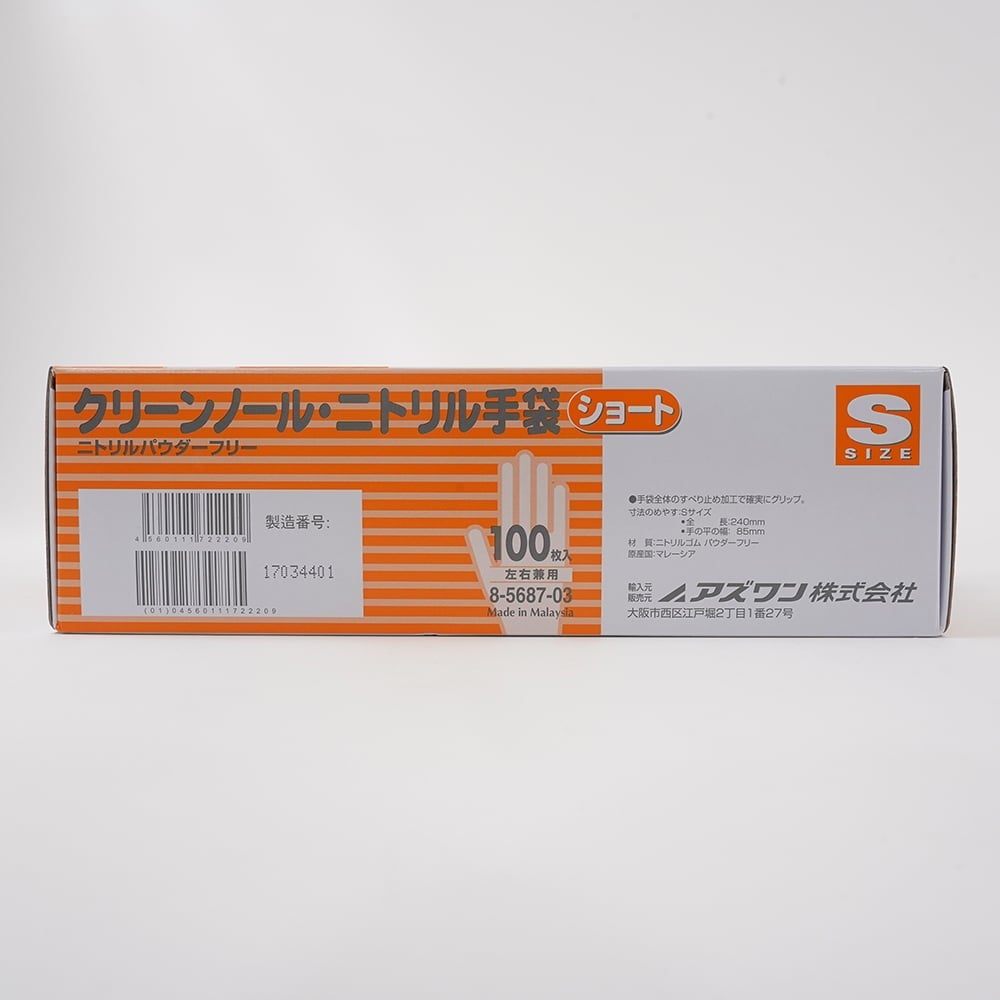 クリーンノール・ニトリル手袋 ショート
ニトリルパウダーフリー
S
SIZE
4560111722209
製造番号:
17034401
(01)04560111722209
100枚入
左右兼用
8-5687-03
Made in Malaysia
●手袋全体のすべり止め加工で確実にグリップ。
寸法のめやす:Sサイズ
•全 長:240mm
•手の平の幅: 85mm
材 質:ニトリルゴム パウダーフリー
原産国:マレーシア
輸入元
販売元 アズワン株式会社
大阪市西区江戸堀2丁目1番27号